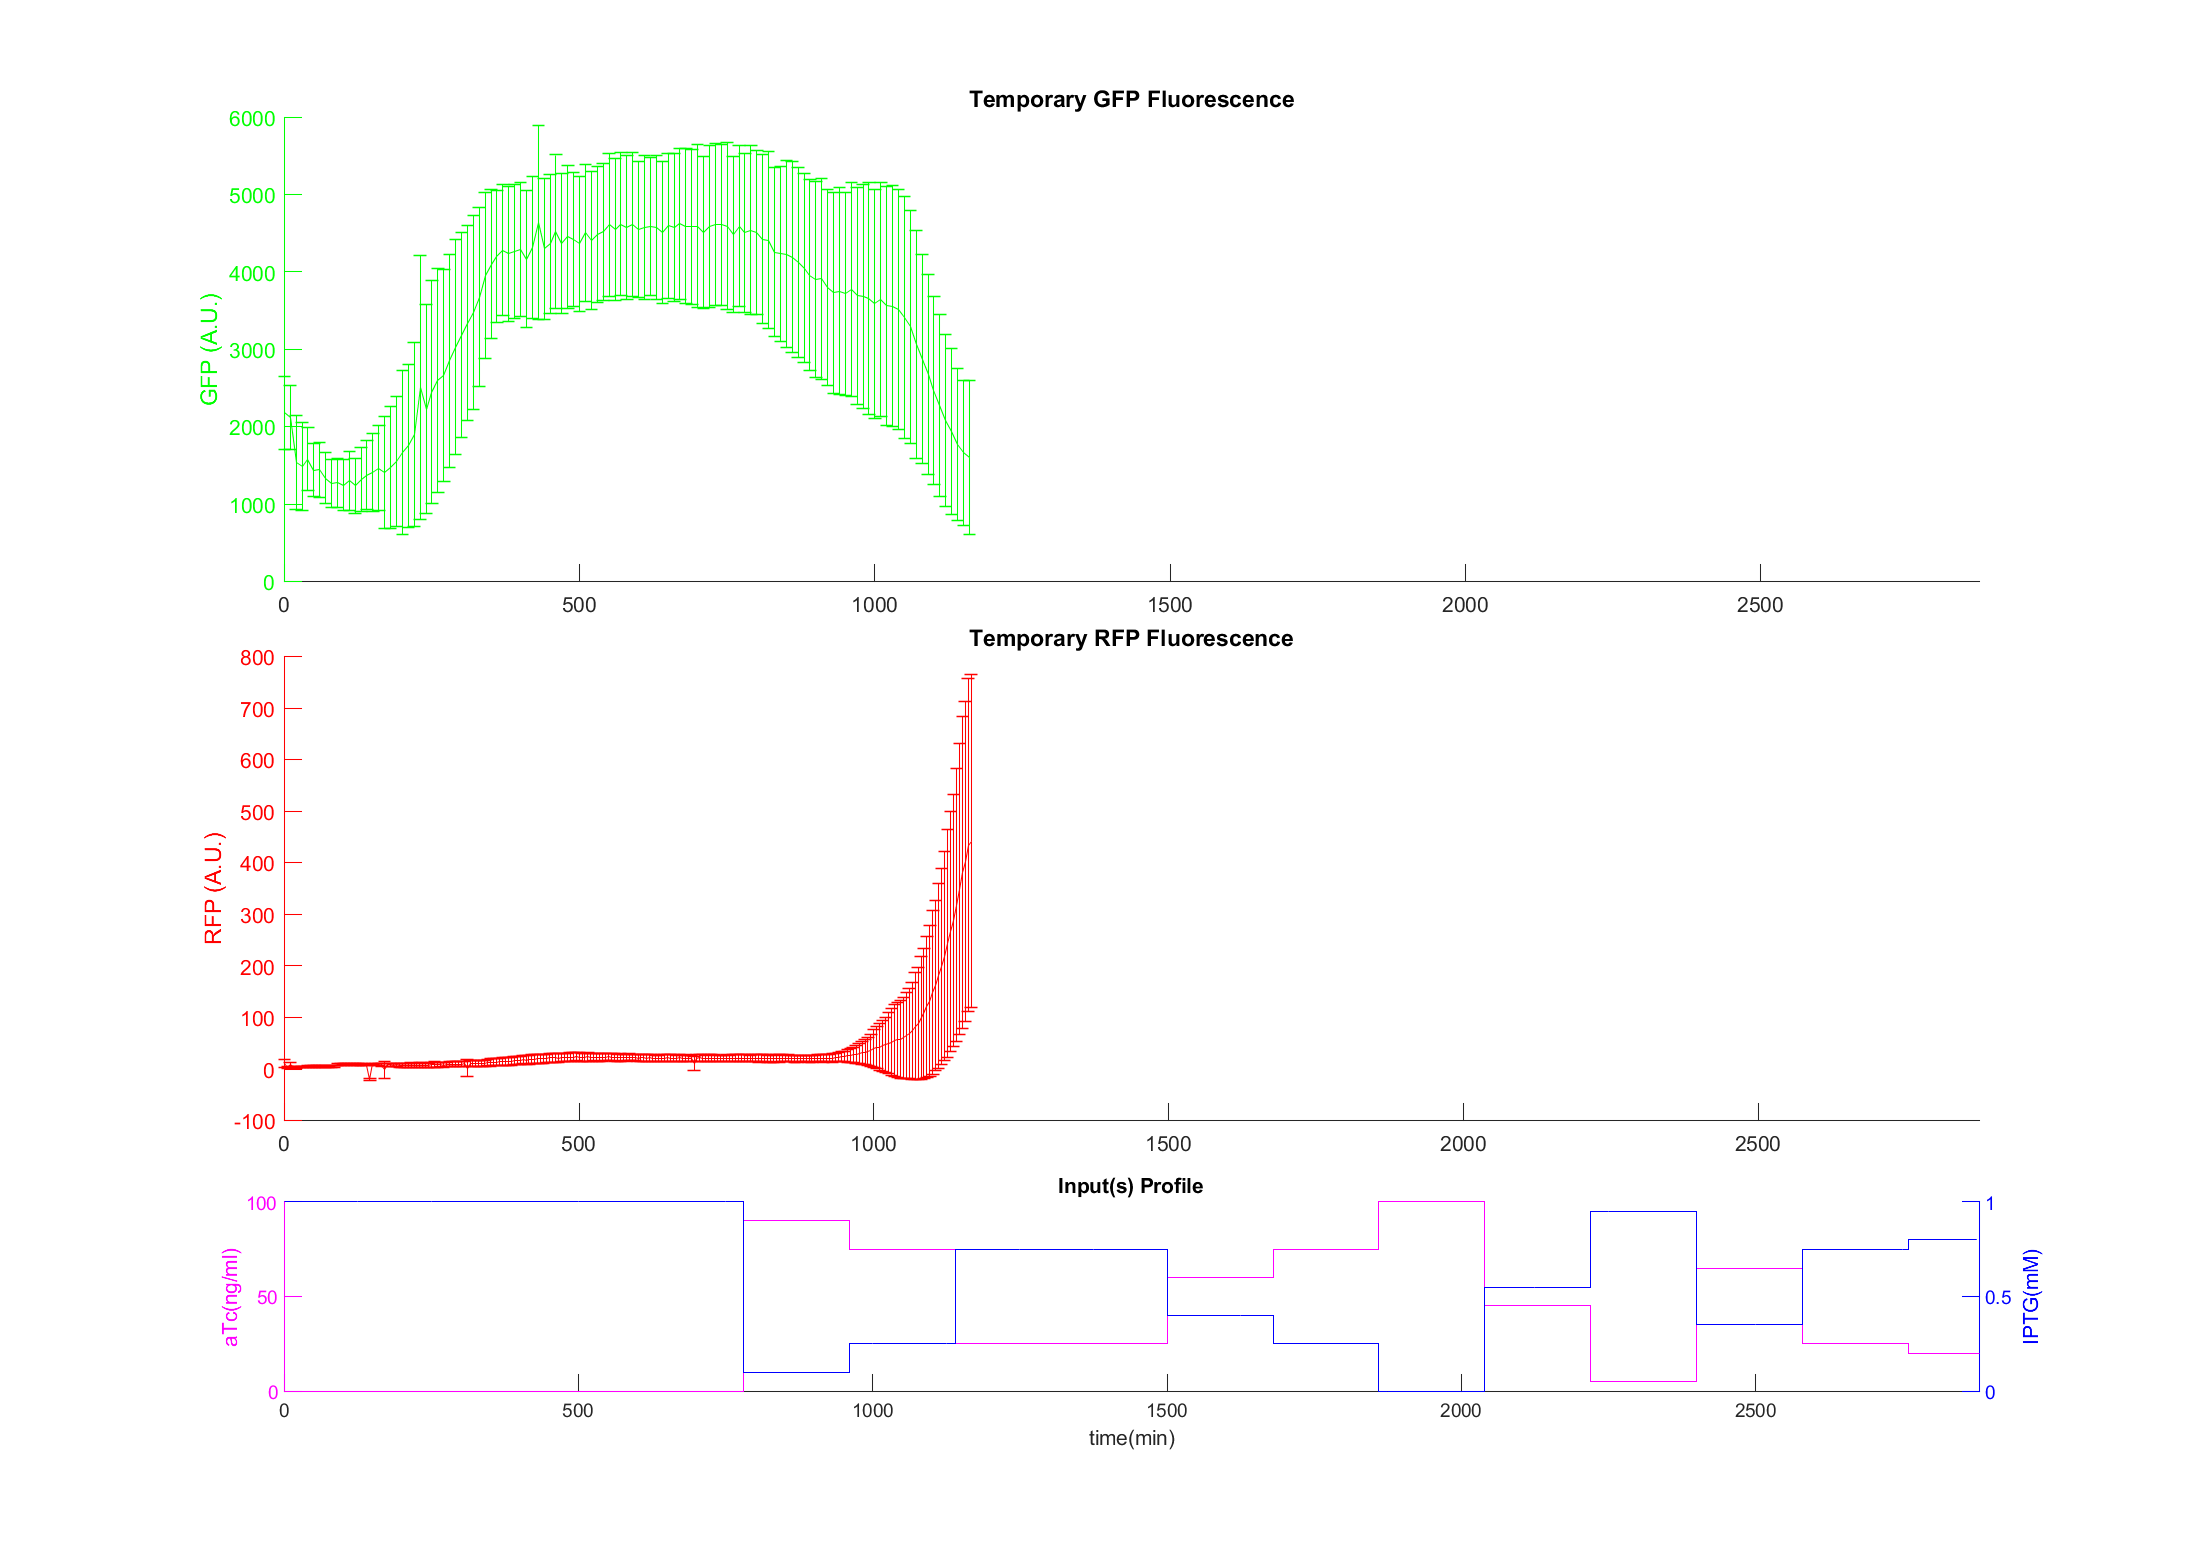 Temporary GFP Fluorescence
6000
5000
4000
3000
2000
1000
0
GFP (A.U.)
0 500 1000 1500 2000 2500
Temporary RFP Fluorescence
800
700
600
500
400
300
200
100
0
-100
RFP (A.U.)
0 500 1000 1500 2000 2500
Input(s) Profile
100
50
0
aTc(ng/ml)
1
0.5
0
IPTG(mM)
0 500 1000 1500 2000 2500
time(min)